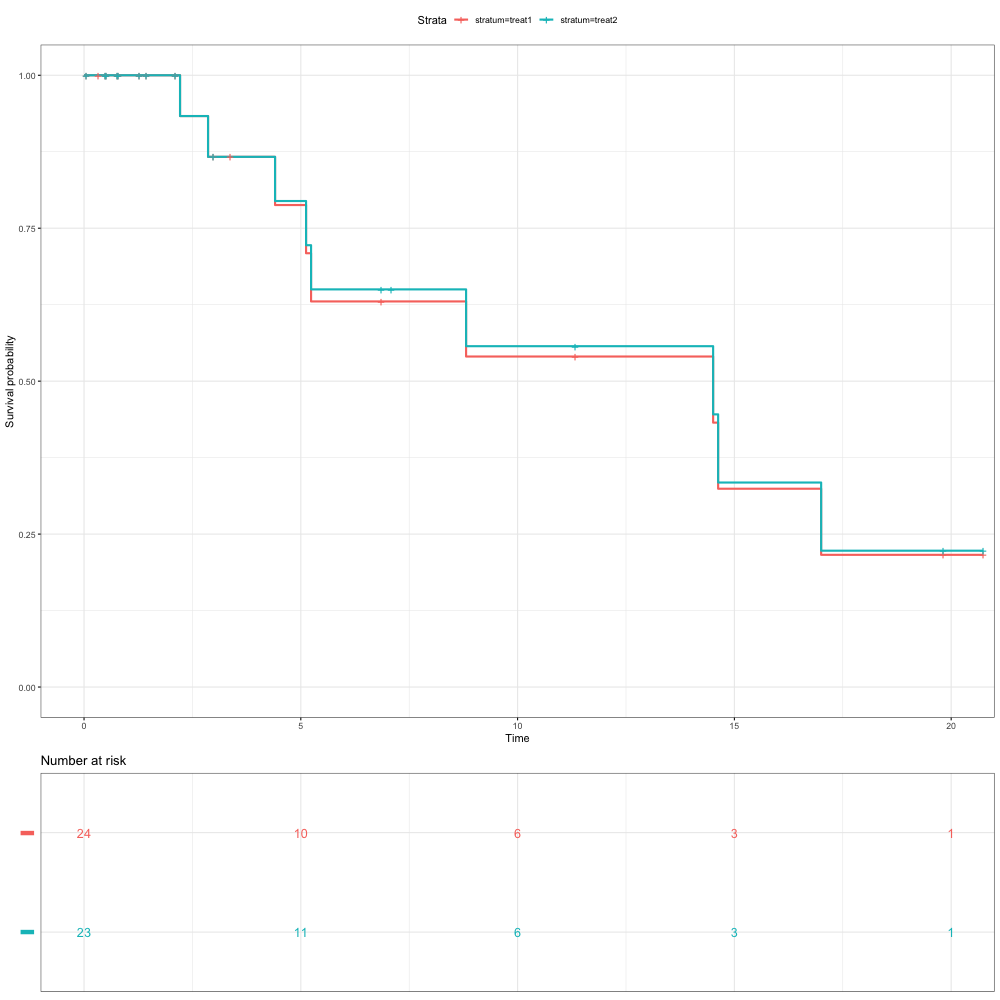 Strata stratum=treat1 stratum=treat2
1.00
0.75
0.50
0.25
0.00
Survival probability
0 5 10 15 20
Time
Number at risk
24 10 6 3 1
23 11 6 3 1